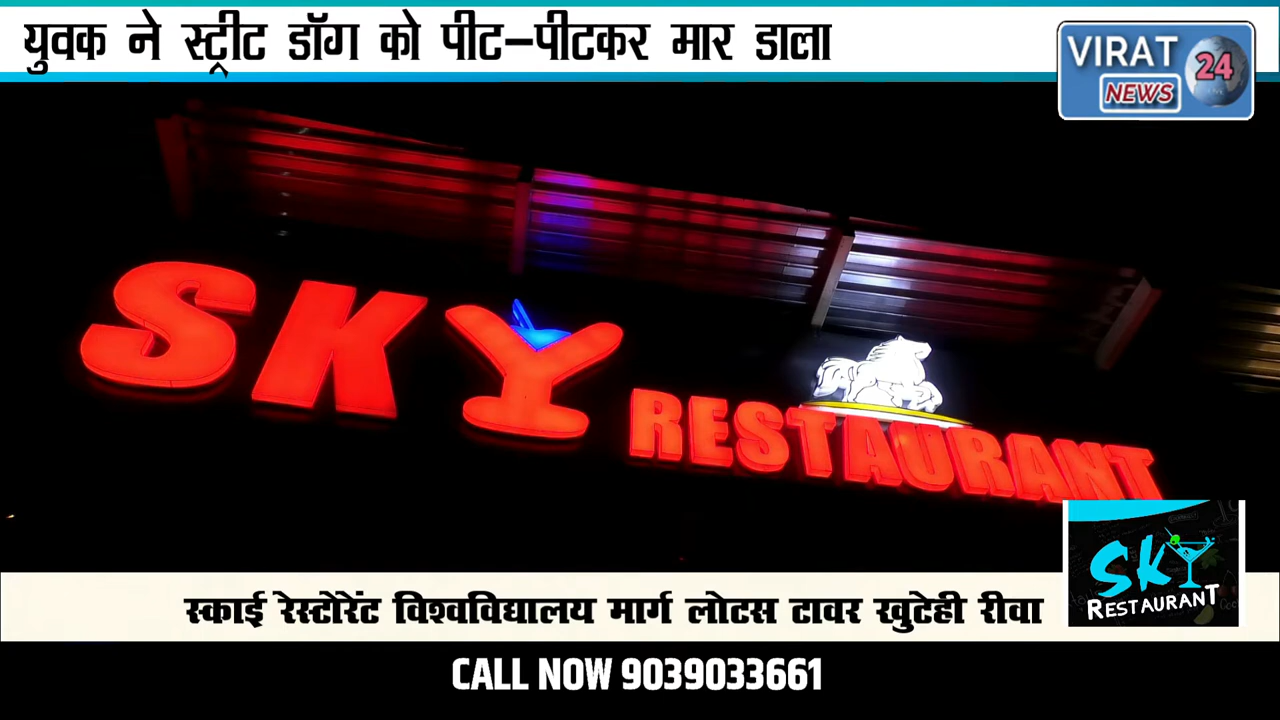 युवक ने स्ट्रीट डॉग को पीट-पीटकर मार डाला
VIRAT
24
NEWS
SKY
RESTAURANT
SKY
RESTAURANT
स्काई रेस्टोरेंट विश्वविद्यालय मार्ग लोटस टावर खुटेही रीवा
CALL NOW 9039033661